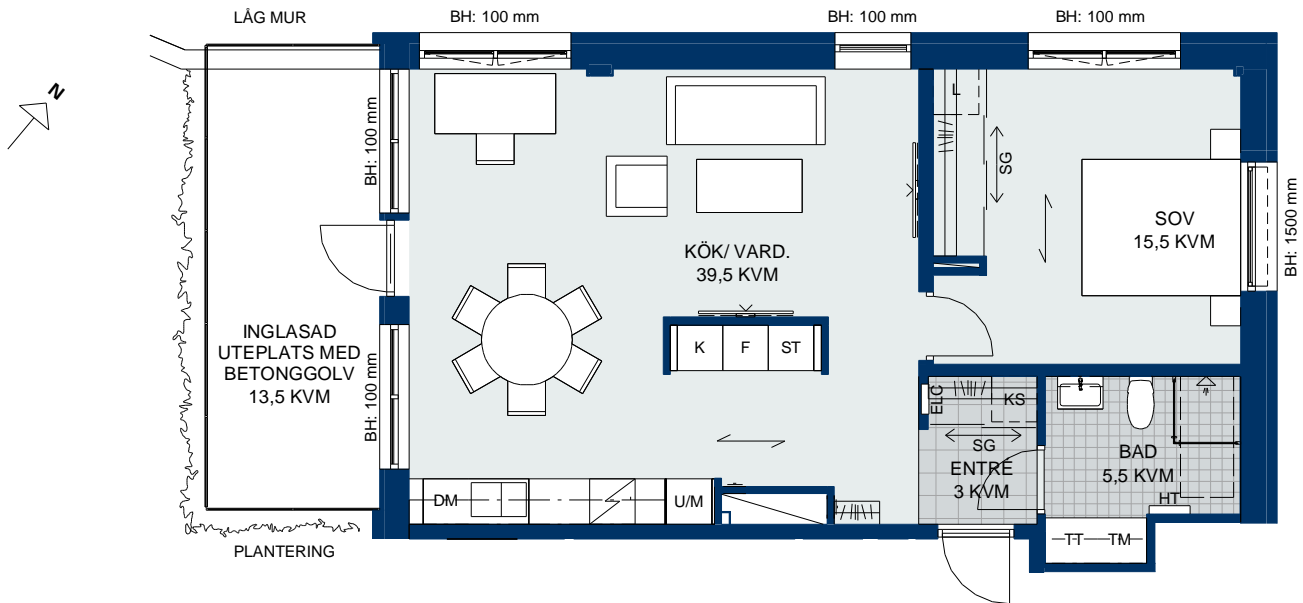 LÅG MUR
BH: 100 mm
BH: 100 mm
BH: 100 mm
N
BH: 100 mm
L
SG
SOV
15,5 KVM
BH: 1500 mm
KÖK/ VARD.
39,5 KVM
INGLASAD
UTEPLATS MED
BETONGGOLV
13,5 KVM
BH: 100 mm
K
F
ST
ELC
KS
SG
ENTRE
3 KVM
BAD
5,5 KVM
HT
DM
U/M
TT
TM
PLANTERING